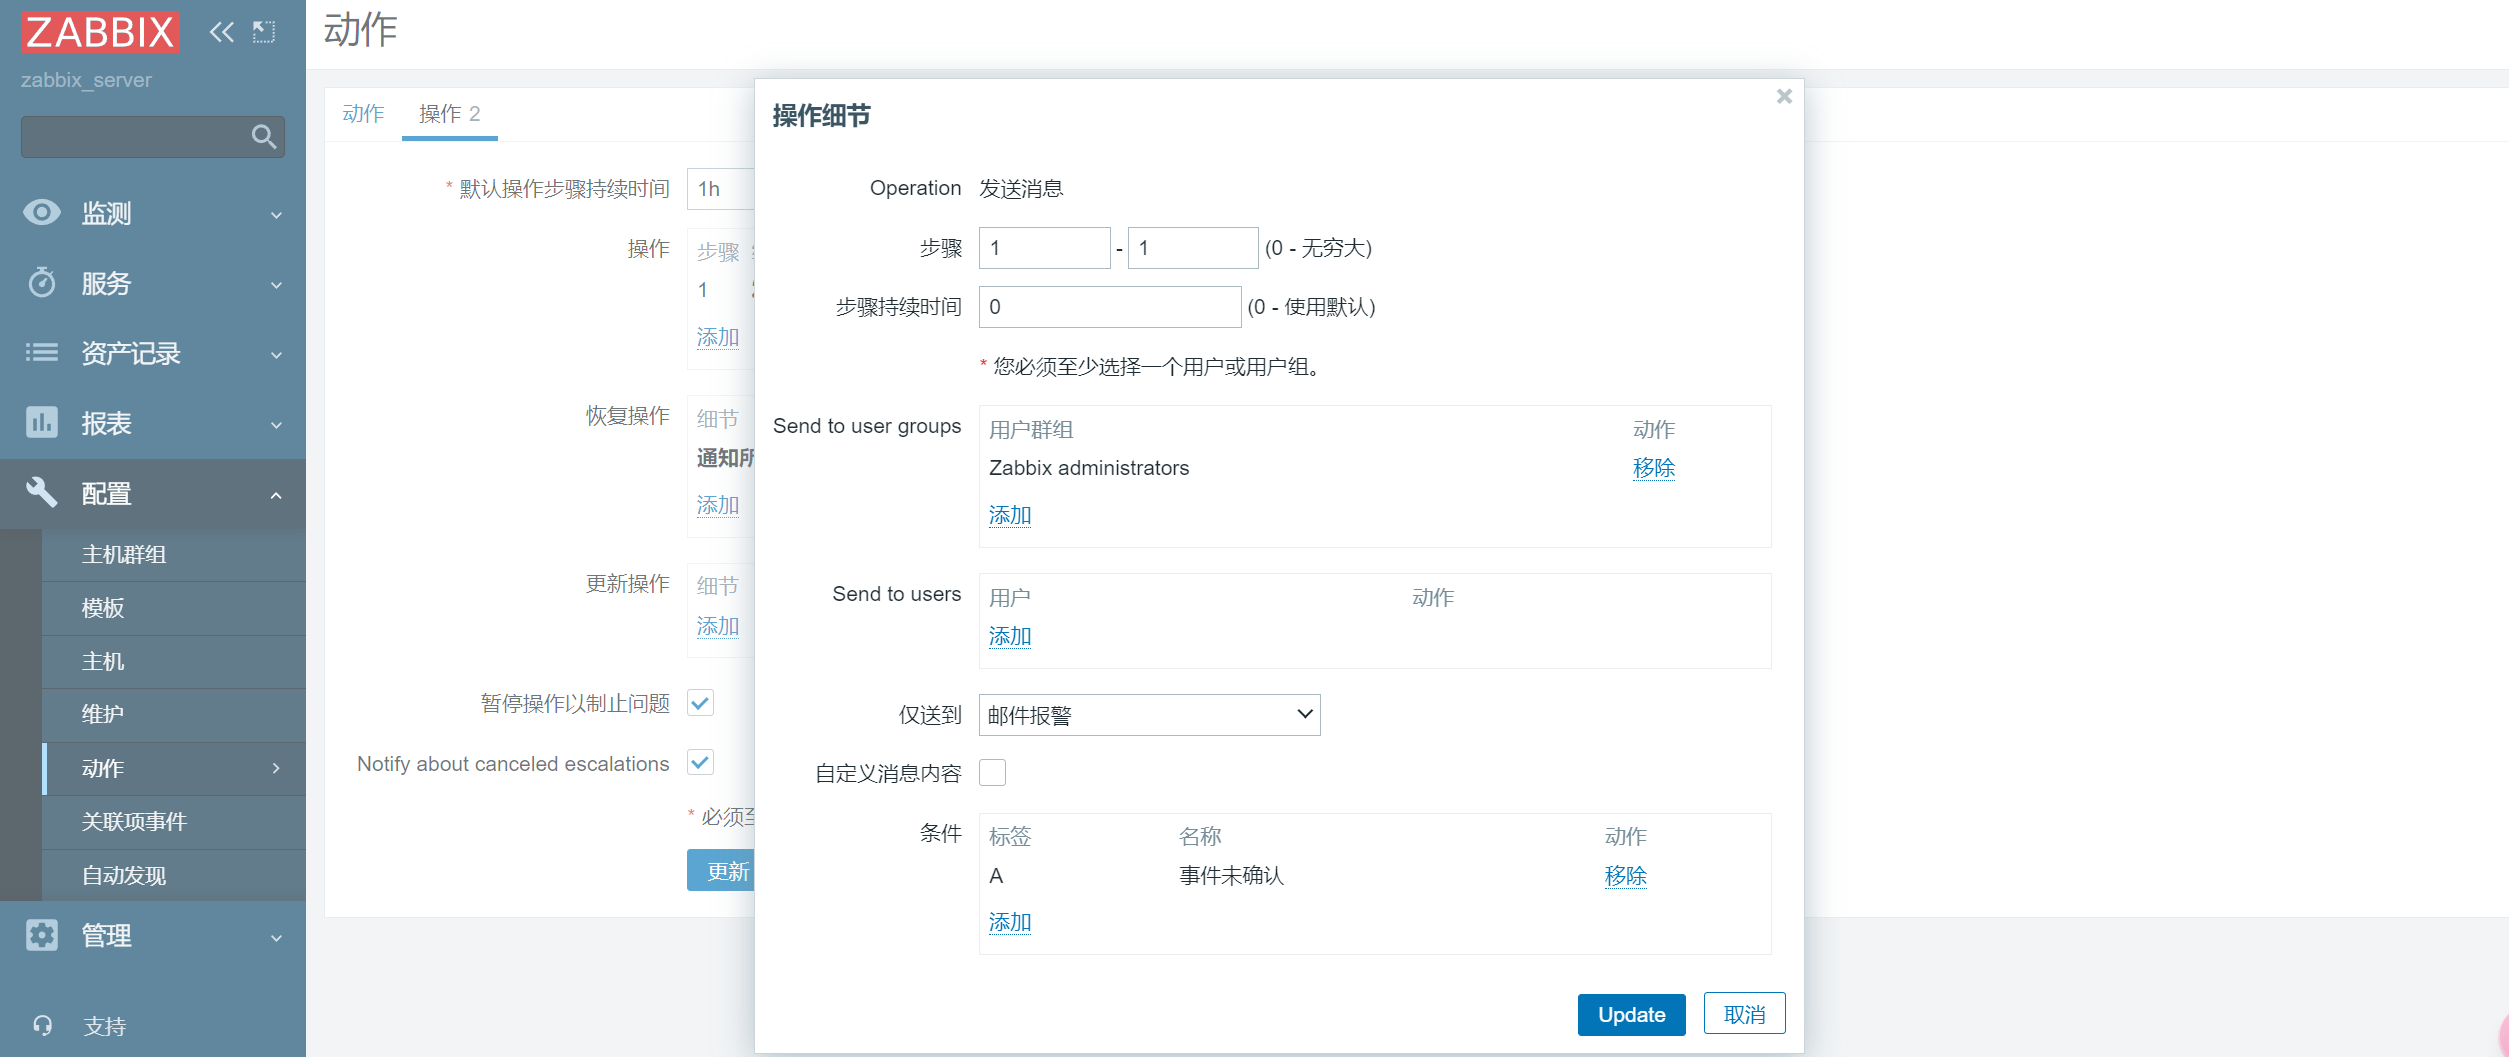 ZABBIX
zabbix_server
监测
服务
资产记录
报表
配置
主机群组
模板
主机
维护
动作
关联项事件
自动发现
管理
支持
动作
动作 操作 2
* 默认操作步骤持续时间 1h
操作 步骤
1
添加
恢复操作 细节
通知所
添加
更新操作 细节
添加
暂停操作以制止问题
Notify about canceled escalations
* 必须至
更新
操作细节
Operation 发送消息
步骤 1 - 1 (0 - 无穷大)
步骤持续时间 0 (0 - 使用默认)
* 您必须至少选择一个用户或用户组。
Send to user groups 用户群组 动作
Zabbix administrators 移除
添加
Send to users 用户 动作
添加
仅送到 邮件报警
自定义消息内容
条件 标签 名称 动作
A 事件未确认 移除
添加
Update 取消